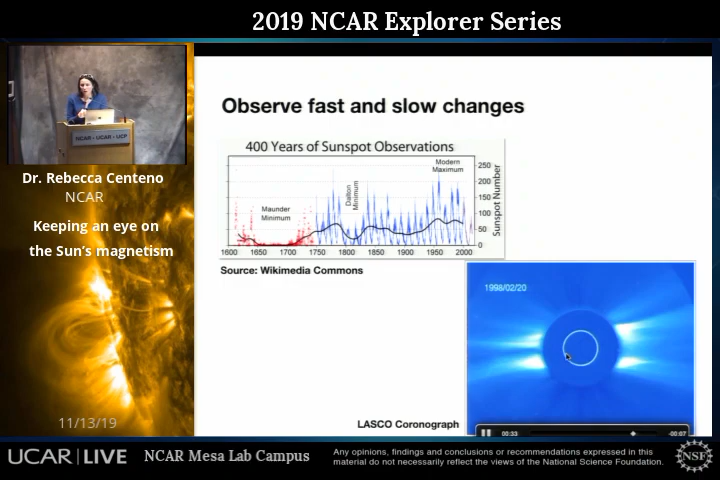 2019 NCAR Explorer Series
NCAR • UCAR • UCP
Dr. Rebecca Centeno
NCAR
Keeping an eye on
the Sun's magnetism
11/13/19
Observe fast and slow changes
400 Years of Sunspot Observations
Modern
Maximum
Dalton
Minimum
Maunder
Minimum
250
200
150
100
50
0
Sunspot Number
1600 1650 1700 1750 1800 1850 1900 1950 2000
Source: Wikimedia Commons
1998/02/20
LASCO Coronograph
00:33
-00:07
UCAR | LIVE
NCAR Mesa Lab Campus
Any opinions, findings and conclusions or recommendations expressed in this
material do not necessarily reflect the views of the National Science Foundation.
NSF